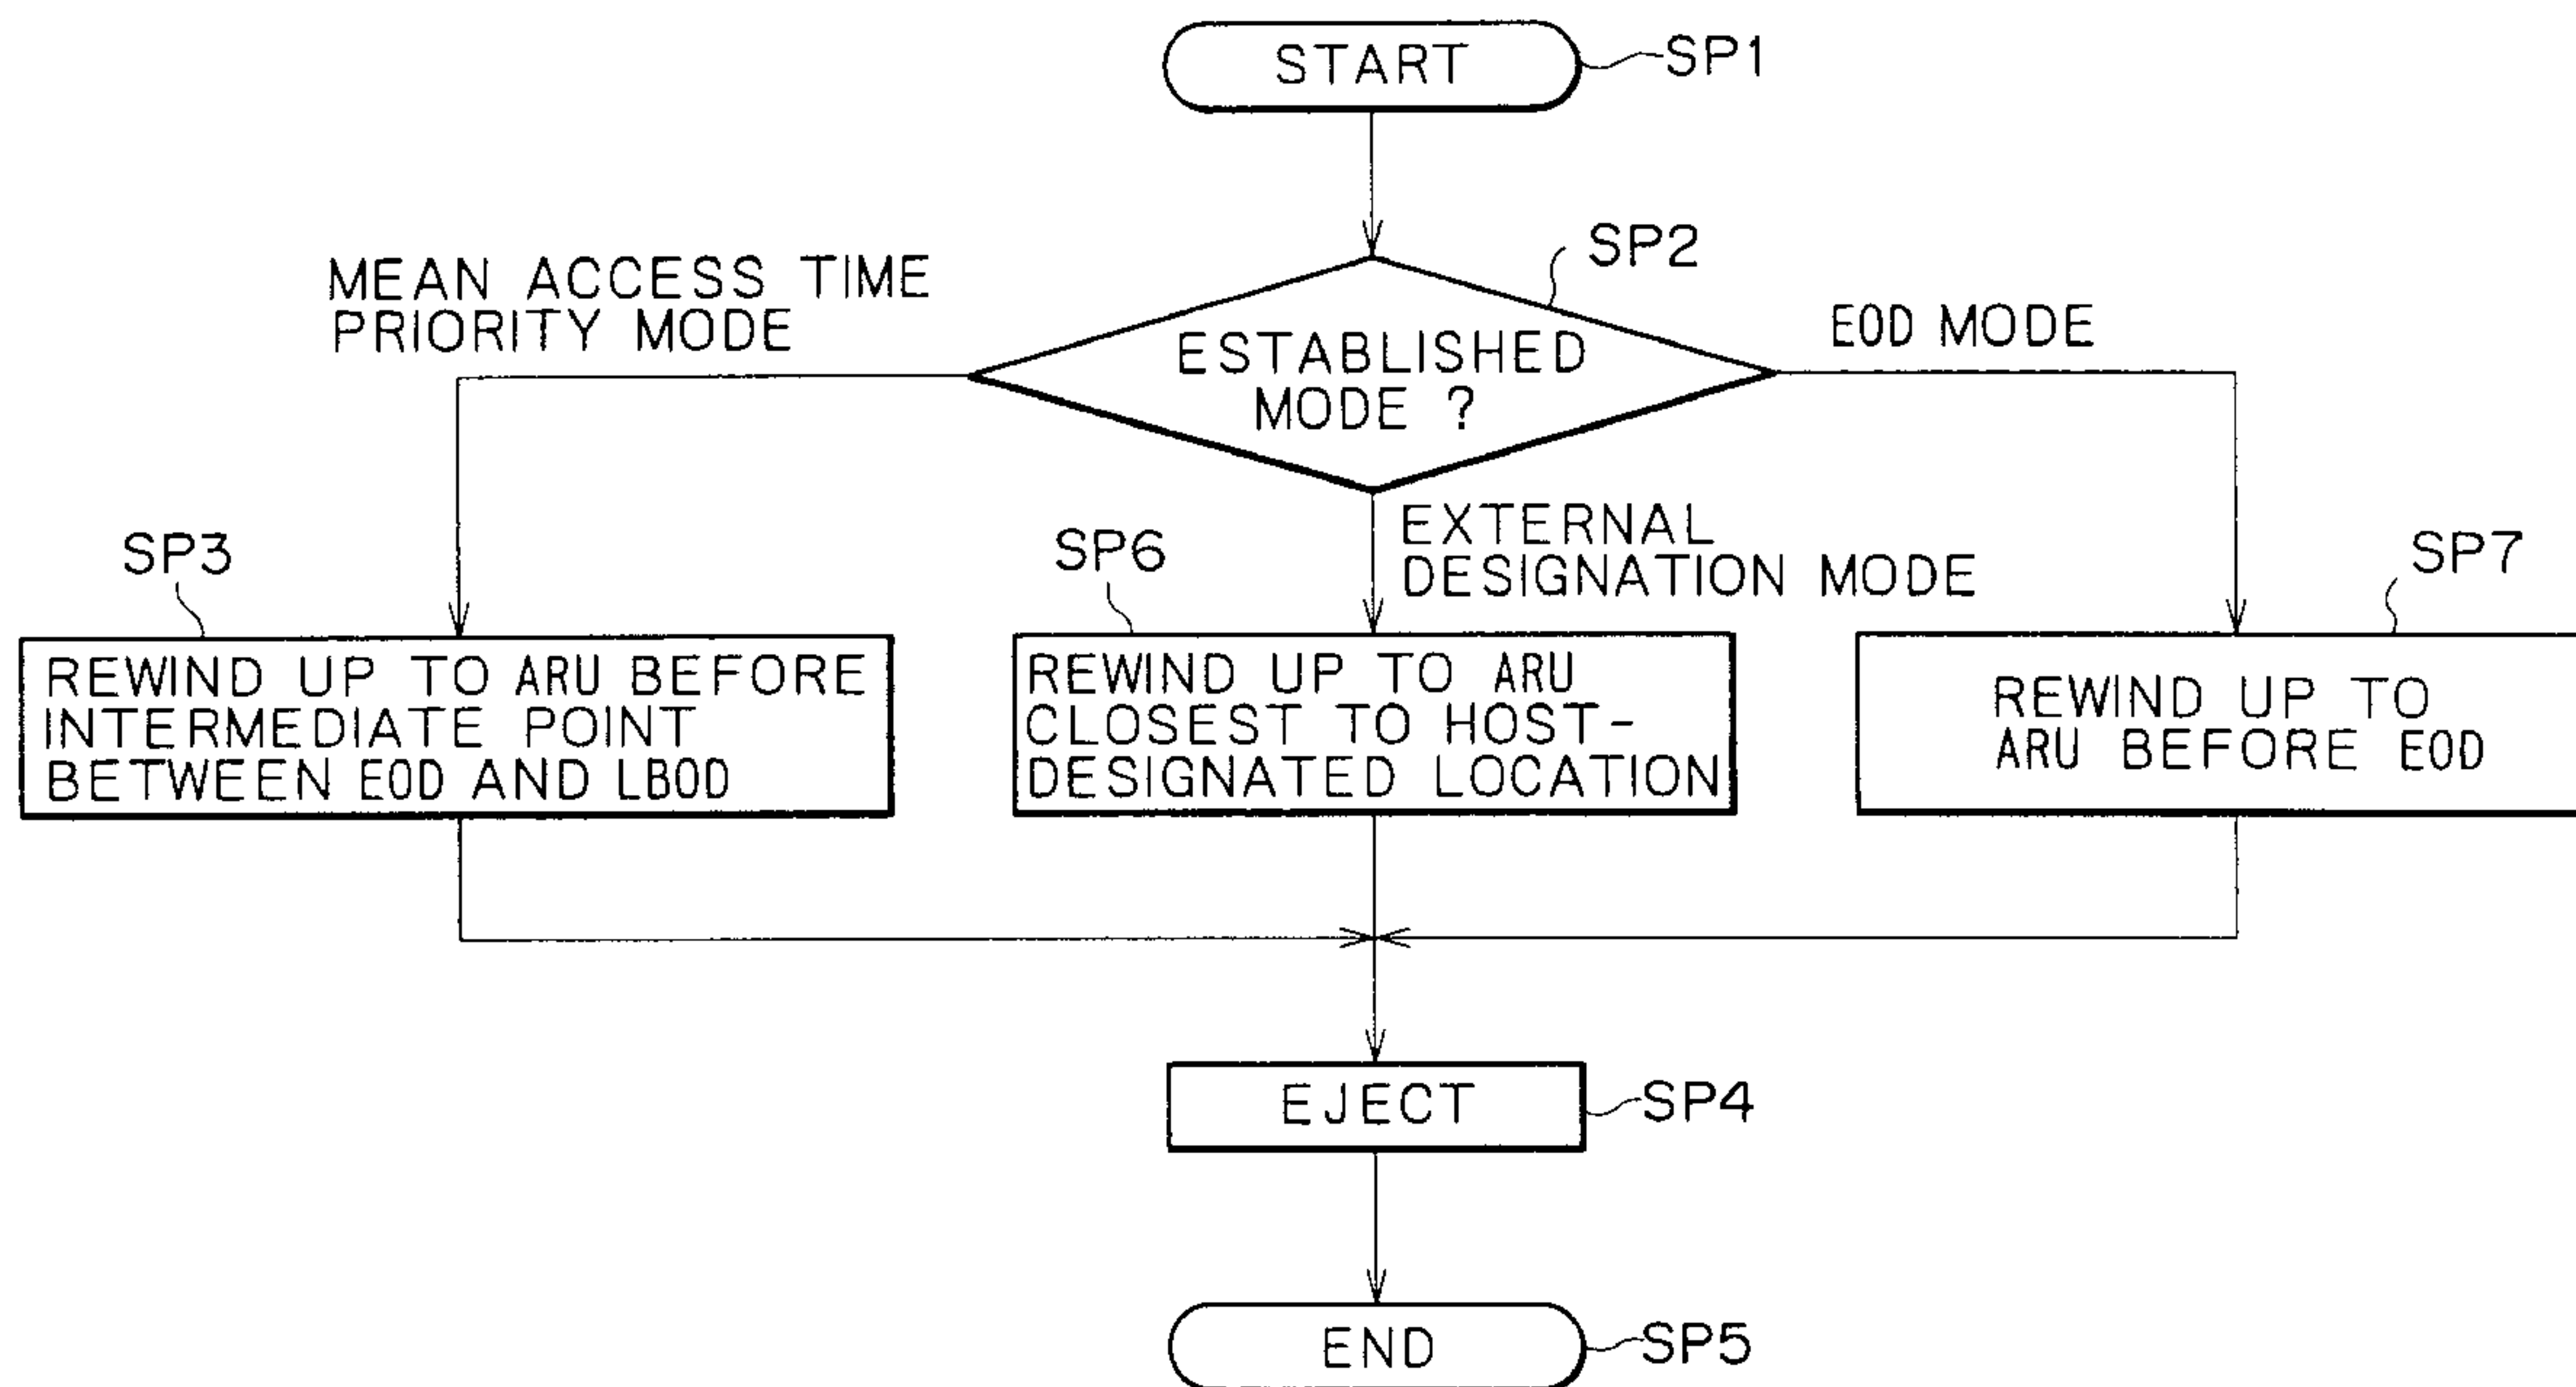 START
SP1
SP2
MEAN ACCESS TIME
PRIORITY MODE
ESTABLISHED
MODE ?
EOD MODE
EXTERNAL
DESIGNATION MODE
SP3
REWIND UP TO ARU BEFORE
INTERMEDIATE POINT
BETWEEN EOD AND LBOD
SP6
REWIND UP TO ARU
CLOSEST TO HOST-
DESIGNATED LOCATION
SP7
REWIND UP TO
ARU BEFORE EOD
EJECT
SP4
END
SP5